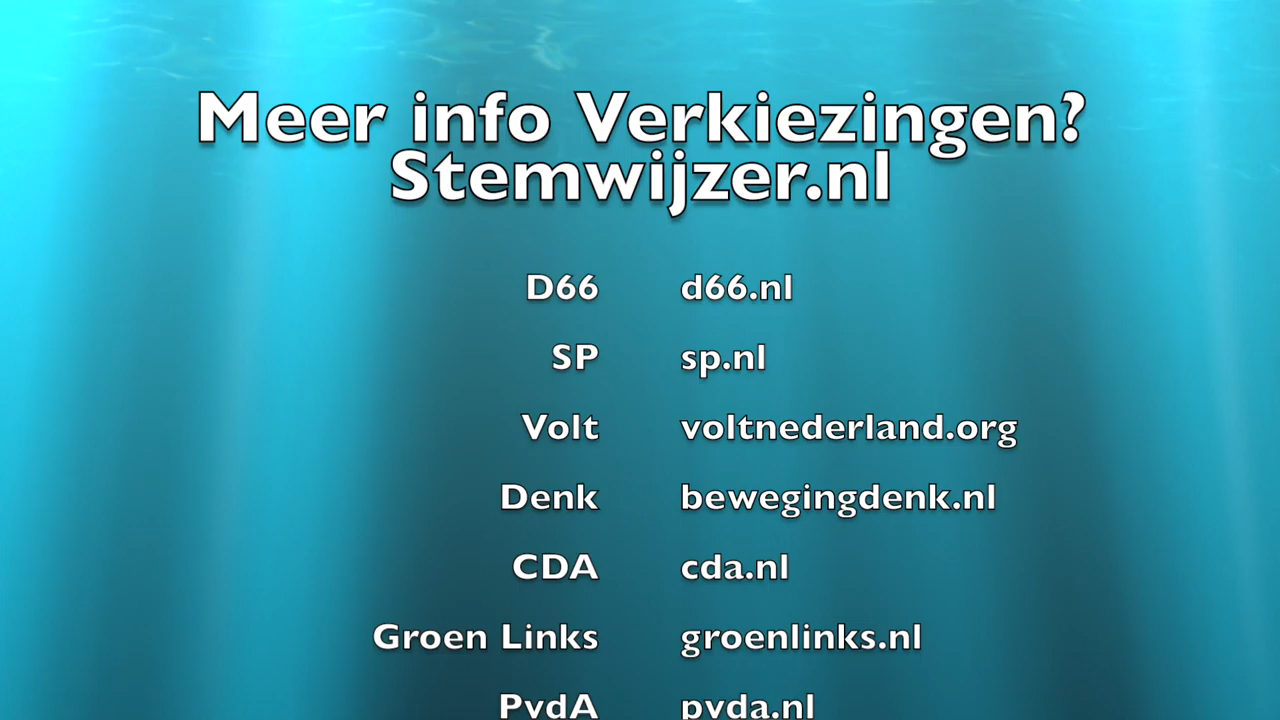 Meer info Verkiezingen?
Stemwijzer.nl
D66 d66.nl
SP sp.nl
Volt voltnederland.org
Denk bewegingdenk.nl
CDA cda.nl
Groen Links groenlinks.nl
PvdA pvda.nl